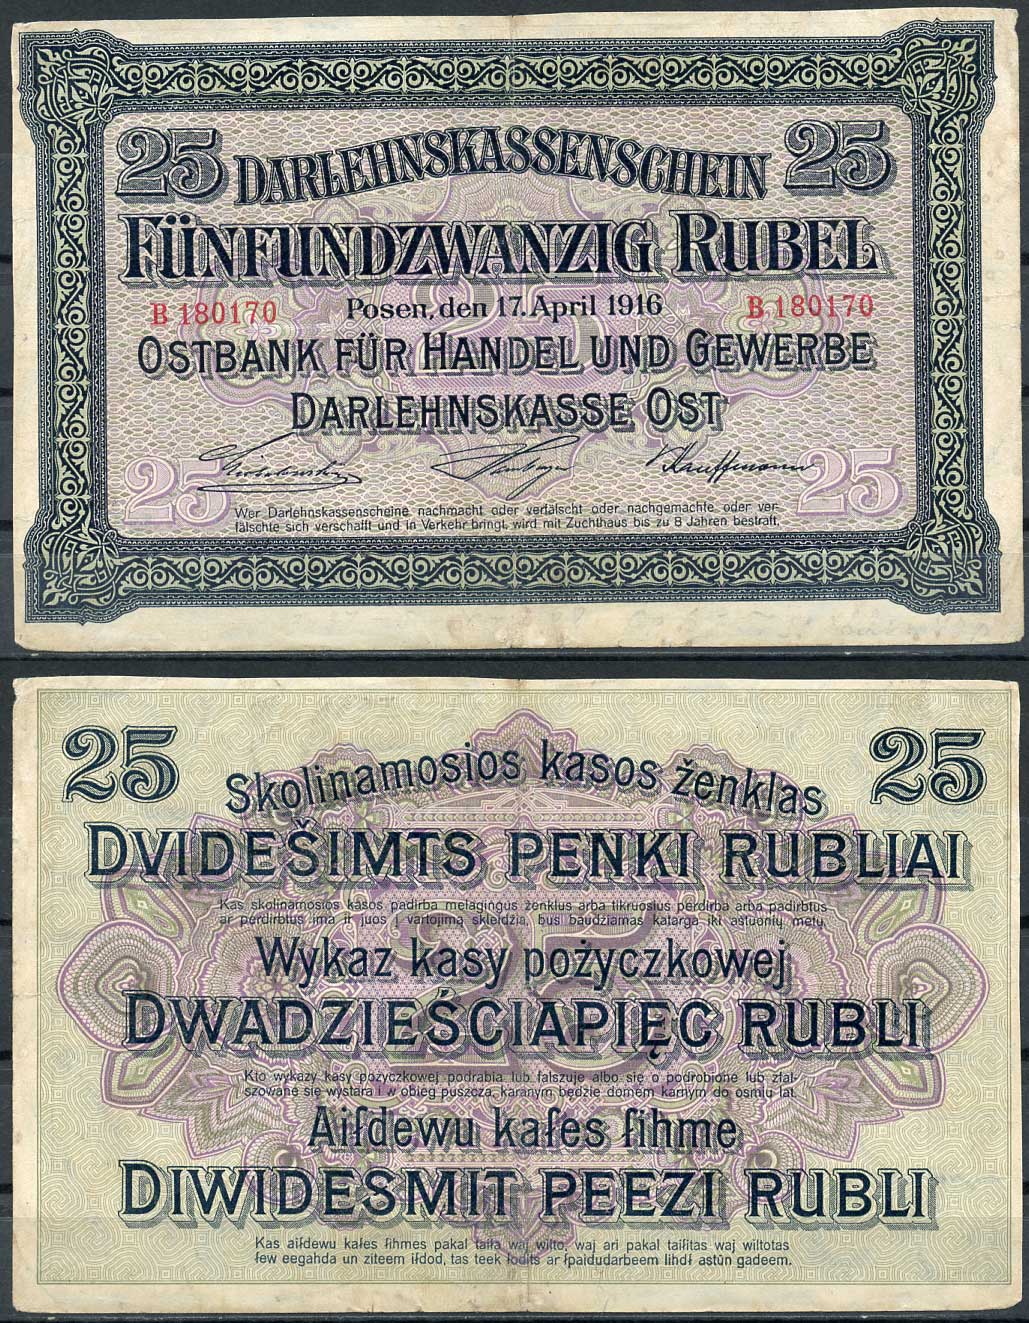 25 DARLEHNSKASSENSCHEIN 25
FÜNFUNDZWANZIG RUBEL
B 180170 Posen, den 17. April 1916 B.180170
OSTBANK FÜR HANDEL UND GEWERBE
DARLEHNSKASSE OST
Kauffmann
25 25
Wer Darlehnskassenscheine nachmacht oder verfälscht oder nachgemachte oder ver-
fälschte sich verschafft und in Verkehr bringt, wird mit Zuchthaus bis zu 8 Jahren bestraft.
25 25
Skolinamosios kasos ženklas
DVIDEŠIMTS PENKI RUBLIAI
Kas skolinamosios kasos padirba melagingus ženklus arba tikruosius perdirba arba padirbtus
ar perdirbtus ima ir juos į vartojimą skleidžia, bus baudžiamas katarga iki aštuonių metų.
Wykaz kasy pożyczkowej
DWADZIEŚCIAPIĘC RUBLI
Kto wykazy kasy pożyczkowej podrabia lub fałszuje albo się o podrobione lub zfał-
szowane się wystara i w obieg puszcza, karanym będzie domem karnym do ośmiu lat.
Aiſdewu kaſes ſihme
DIWIDESMIT PEEZI RUBLI
Kas aiſdewu kaſes ſihmes pakaļ taiſa waj wilto, waj ari pakaļ taiſitas waj wiltotas
ſew eegahda un ziteem iſdod, tas teek ſodits ar ſpaidudarbeem lihdſ astūņ gadeem.